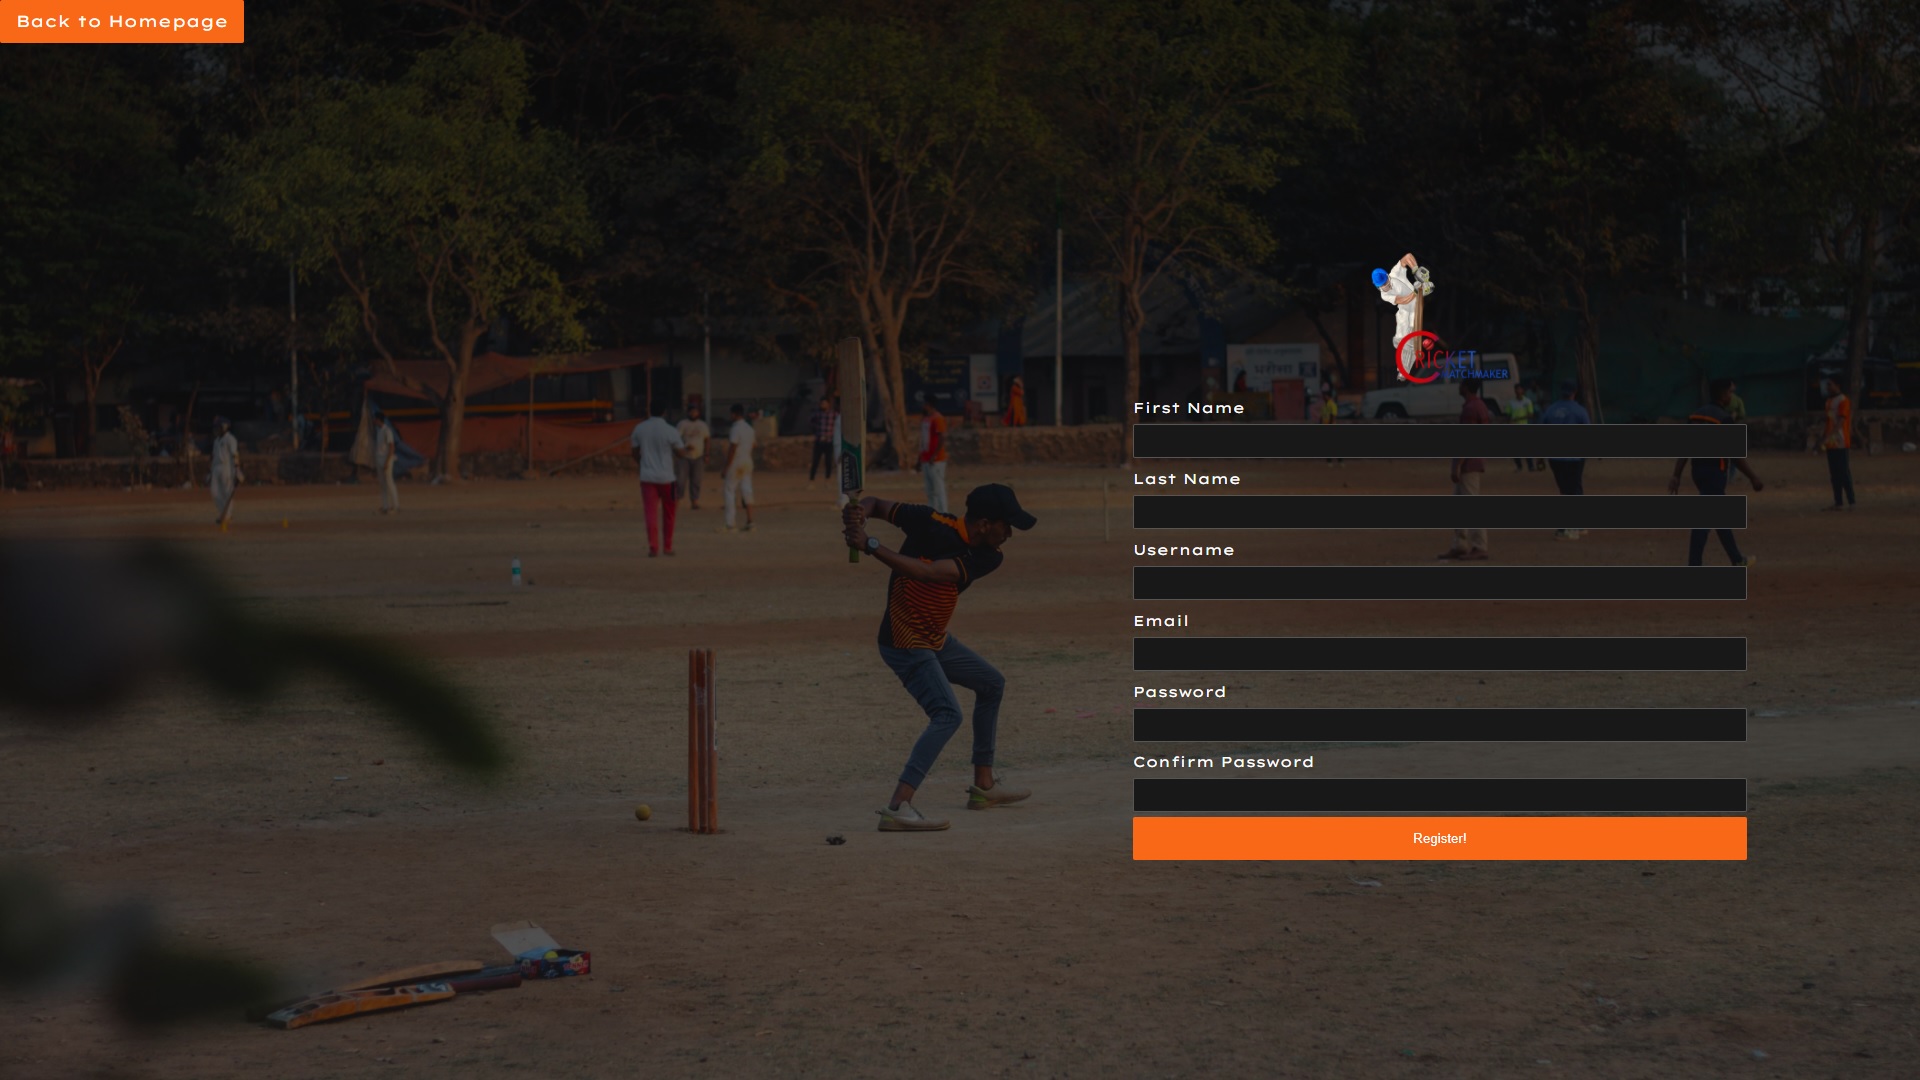 Back to Homepage
CRICKET
MATCHMAKER
First Name
Last Name
Username
Email
Password
Confirm Password
Register!